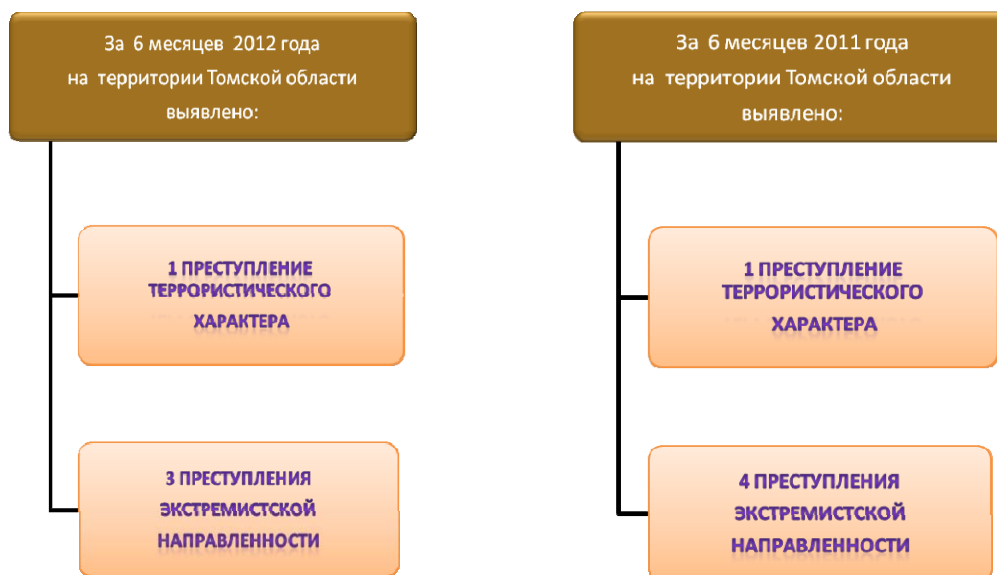 За 6 месяцев 2012 года
на территории Томской области
выявлено:
1 ПРЕСТУПЛЕНИЕ
ТЕРРОРИСТИЧЕСКОГО
ХАРАКТЕРА
3 ПРЕСТУПЛЕНИЯ
ЭКСТРЕМИСТСКОЙ
НАПРАВЛЕННОСТИ
За 6 месяцев 2011 года
на территории Томской области
выявлено:
1 ПРЕСТУПЛЕНИЕ
ТЕРРОРИСТИЧЕСКОГО
ХАРАКТЕРА
4 ПРЕСТУПЛЕНИЯ
ЭКСТРЕМИСТСКОЙ
НАПРАВЛЕННОСТИ